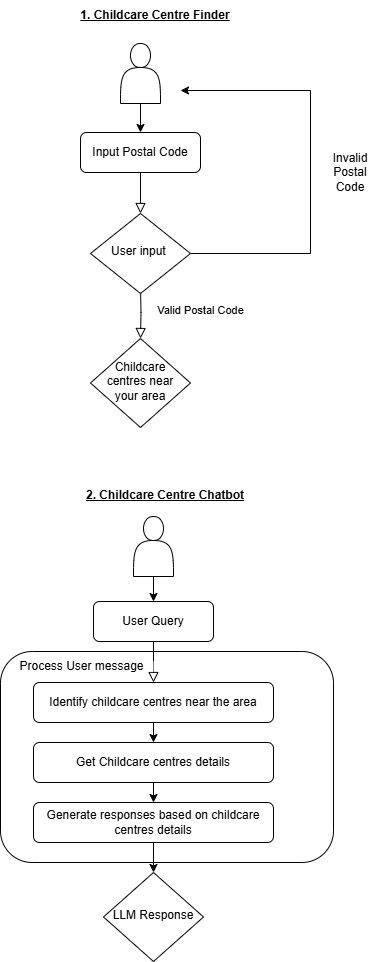 1. Childcare Centre Finder
Input Postal Code
Invalid
Postal
Code
User input
Valid Postal Code
Childcare
centres near
your area
2. Childcare Centre Chatbot
User Query
Process User message
Identify childcare centres near the area
Get Childcare centres details
Generate responses based on childcare
centres details
LLM Response